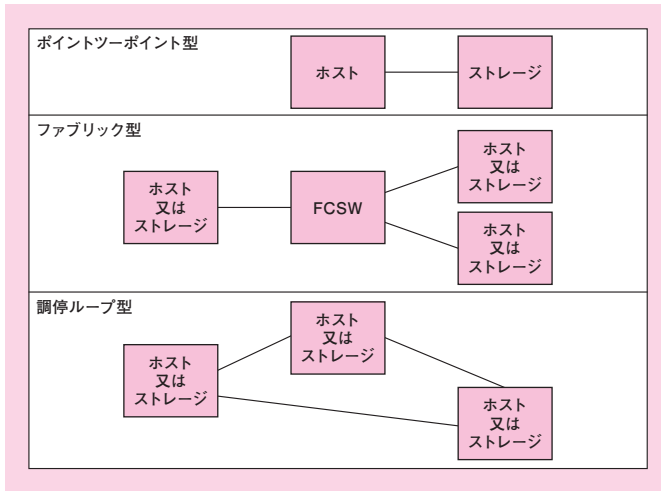 ポイントツーポイント型
ホスト
ストレージ
ファブリック型
ホスト
又は
ストレージ
FCSW
ホスト
又は
ストレージ
ホスト
又は
ストレージ
調停ループ型
ホスト
又は
ストレージ
ホスト
又は
ストレージ
ホスト
又は
ストレージ